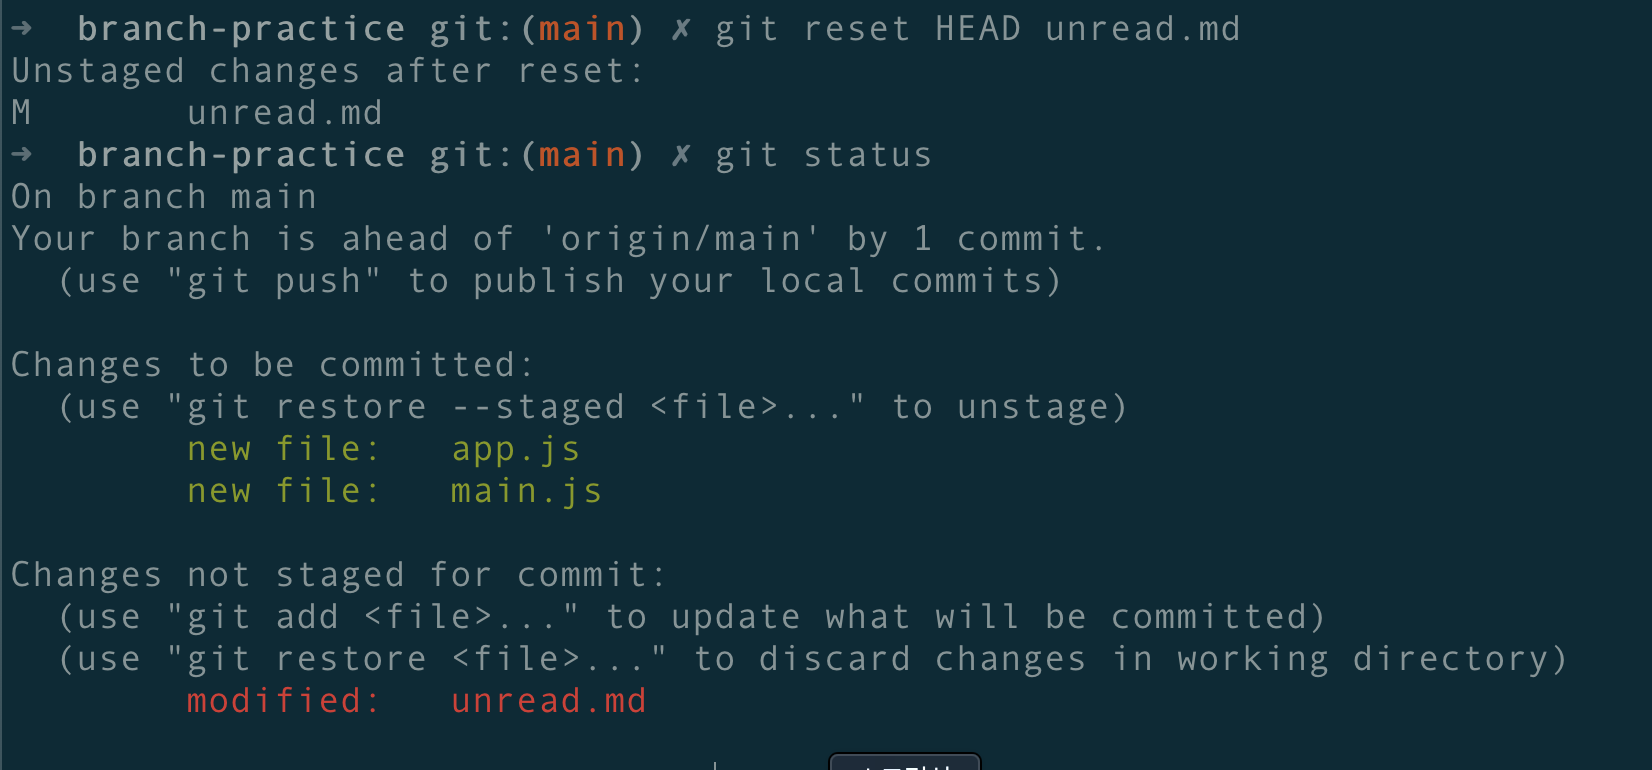 ➜  branch-practice git:(main) ✗ git reset HEAD unread.md
Unstaged changes after reset:
M       unread.md
➜  branch-practice git:(main) ✗ git status
On branch main
Your branch is ahead of 'origin/main' by 1 commit.
  (use "git push" to publish your local commits)

Changes to be committed:
  (use "git restore --staged <file>..." to unstage)
        new file:   app.js
        new file:   main.js

Changes not staged for commit:
  (use "git add <file>..." to update what will be committed)
  (use "git restore <file>..." to discard changes in working directory)
        modified:   unread.md